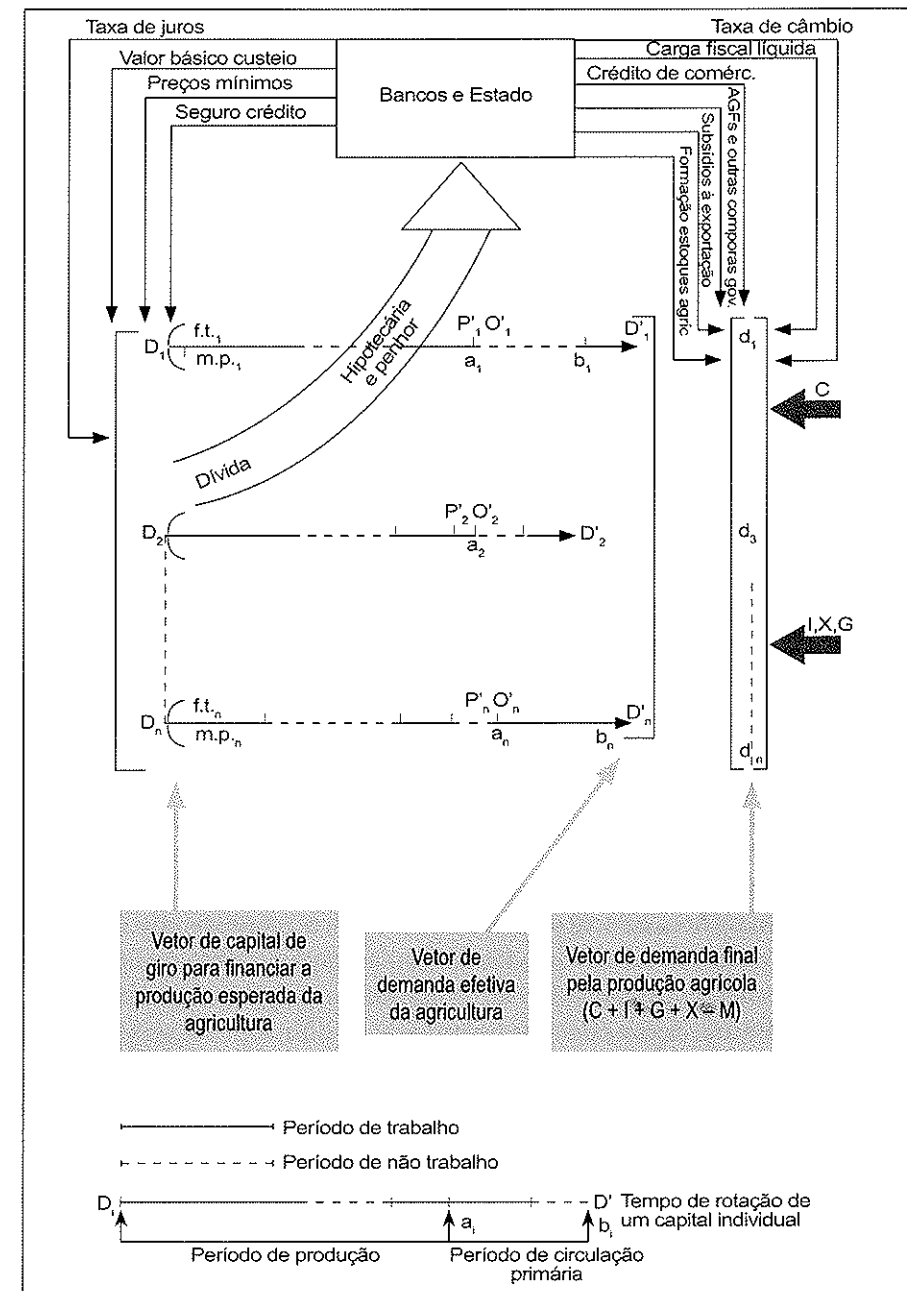 Taxa de juros
Taxa de câmbio
Valor básico custeio
Carga fiscal líquida
Preços mínimos
Crédito de comérc.
Seguro crédito
Bancos e Estado
AGFs e outras comporas gov.
Subsídios à exportação
Formação estoques agríc
D₁
f.t.₁
m.p.₁
P'₁ O'₁
a₁
b₁
D'₁
d₁
Hipotecária
e penhor
Dívida
C
D₂
P'₂ O'₂
a₂
D'₂
d₃
I,X,G
Dₙ
f.t.ₙ
m.p.ₙ
P'ₙ O'ₙ
aₙ
bₙ
D'ₙ
dₙ
Vetor de capital de
giro para financiar a
produção esperada da
agricultura
Vetor de
demanda efetiva
da agricultura
Vetor de demanda final
pela produção agrícola
(C + I + G + X – M)
Período de trabalho
Período de não trabalho
Dᵢ
aᵢ
D'
bᵢ
Tempo de rotação de
um capital individual
Período de produção
Período de circulação
primária